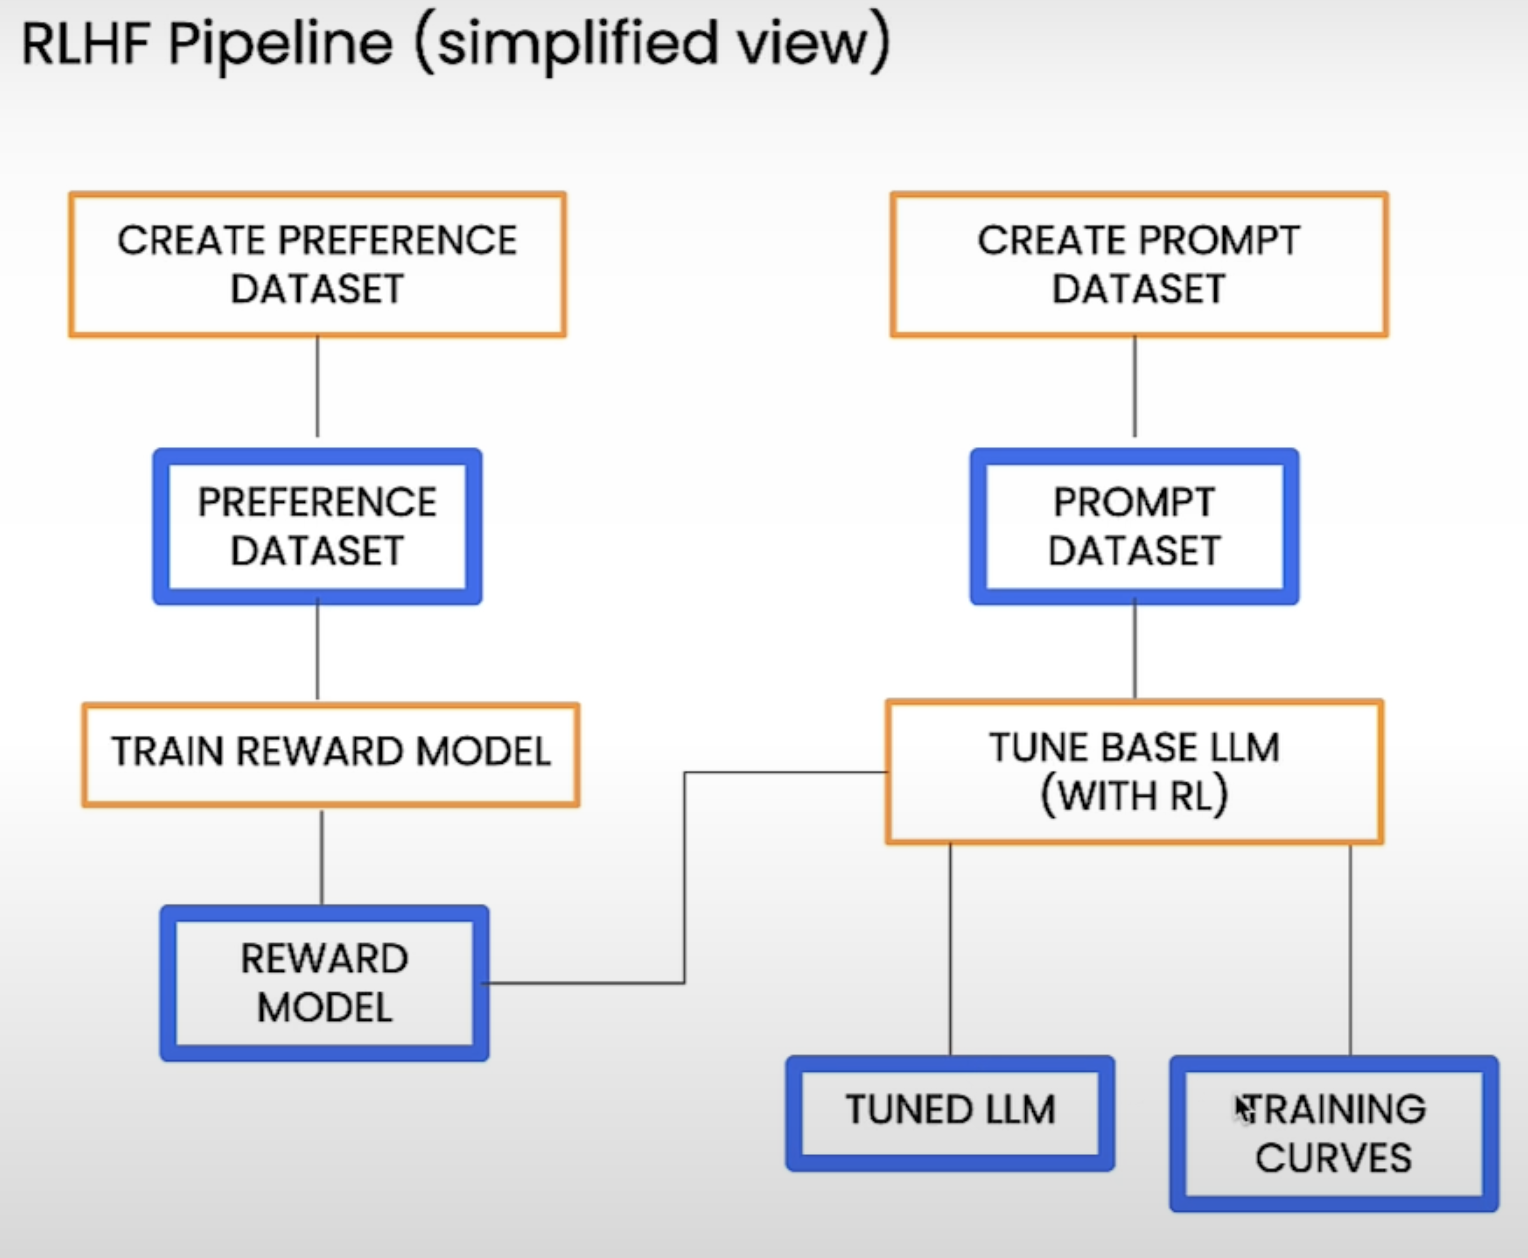 RLHF Pipeline (simplified view)
CREATE PREFERENCE
DATASET
CREATE PROMPT
DATASET
PREFERENCE
DATASET
PROMPT
DATASET
TRAIN REWARD MODEL
TUNE BASE LLM
(WITH RL)
REWARD
MODEL
TUNED LLM
TRAINING
CURVES